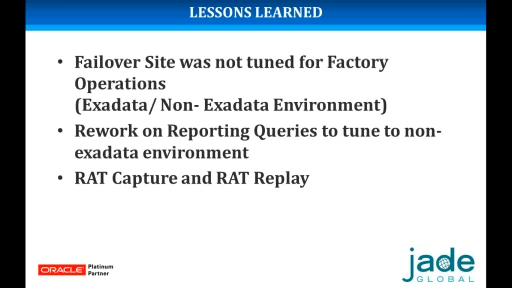 LESSONS LEARNED
• Failover Site was not tuned for Factory
Operations
(Exadata/ Non- Exadata Environment)
• Rework on Reporting Queries to tune to non-
exadata environment
• RAT Capture and RAT Replay
ORACLE Platinum
Partner
jade
GLOBAL